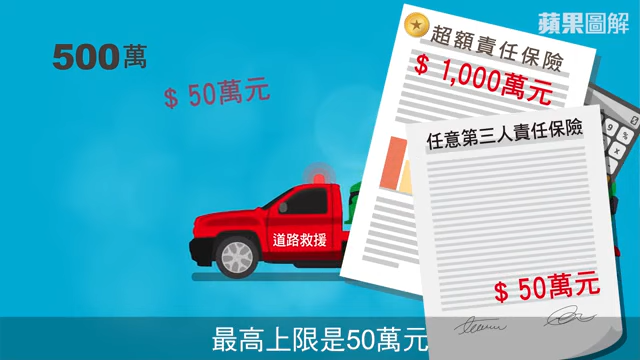 蘋果圖解
500萬
$ 50萬元
超額責任保險
$ 1,000萬元
任意第三人責任保險
道路救援
$ 50萬元
最高上限是50萬元